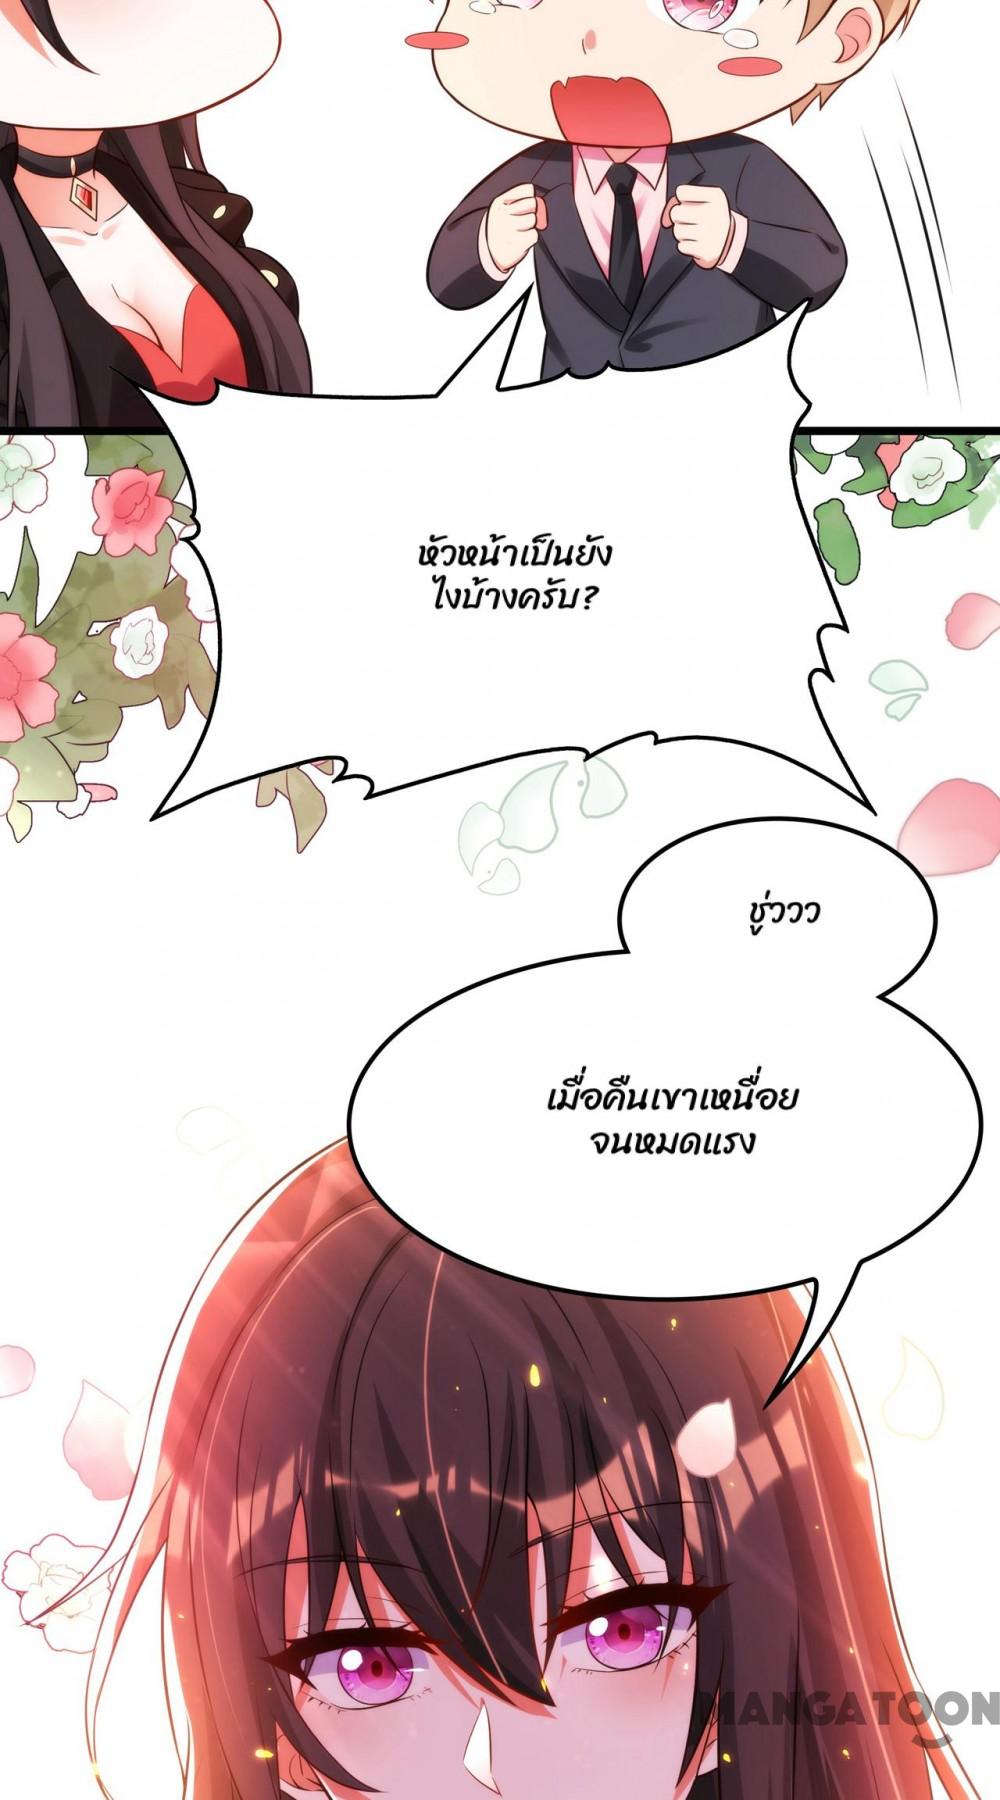 หัวหน้าเป็นยัง
ไงบ้างครับ?
ชู่ววว
เมื่อคืนเขาเหนื่อย
จนหมดแรง
MANGATOON